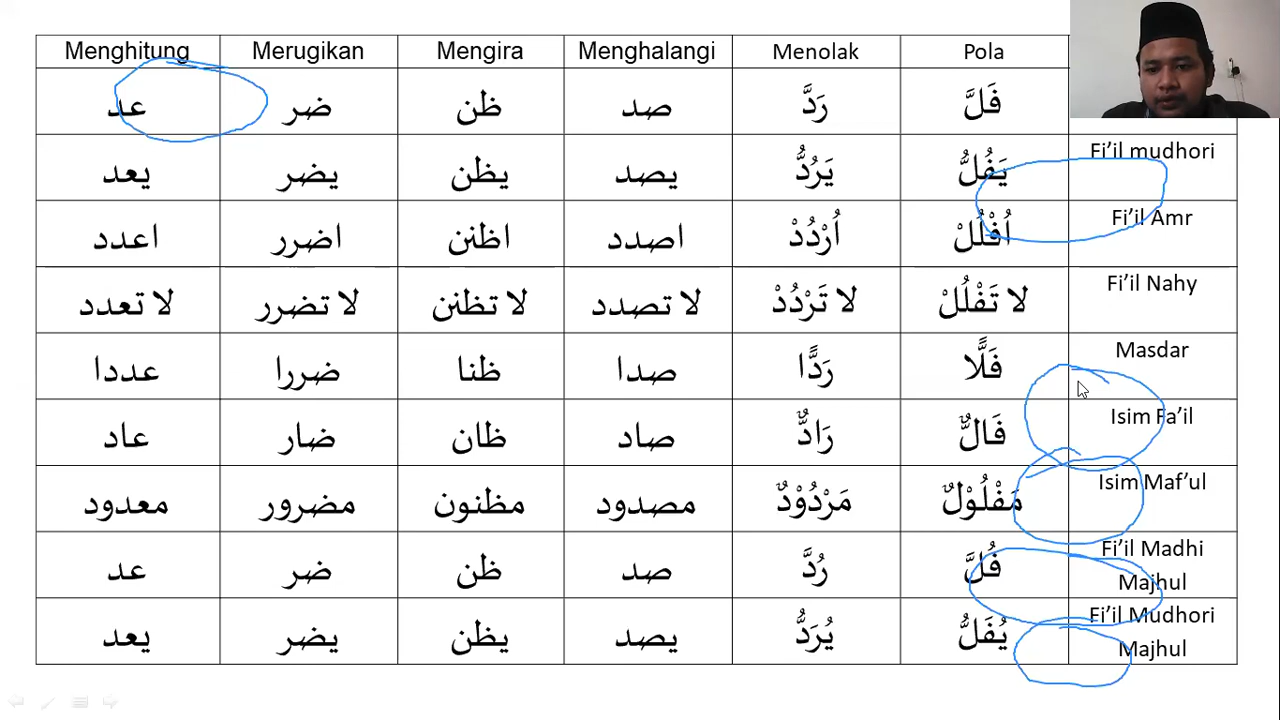 Menghitung Merugikan Mengira Menghalangi Menolak Pola
عد ضر ظن صد رَدَّ فَلَّ
يعد يضر يظن يصد يَرُدُّ يَفُلُّ Fi’il mudhori
اعدد اضرر اظنن اصدد اُرْدُدْ اُفْلُلْ Fi’il Amr
لا تعدد لا تضرر لا تظنن لا تصدد لا تَرْدُدْ لا تَفْلُلْ Fi’il Nahy
عددا ضررا ظنا صدا رَدًّا فَلًّا Masdar
عاد ضار ظان صاد رَادٌّ فَالٌّ Isim Fa’il
معدود مضرور مظنون مصدود مَرْدُوْدٌ مَفْلُوْلٌ Isim Maf’ul
عد ضر ظن صد رُدَّ فُلَّ Fi’il Madhi
Majhul
يعد يضر يظن يصد يُرَدُّ يُفَلُّ Fi’il Mudhori
Majhul